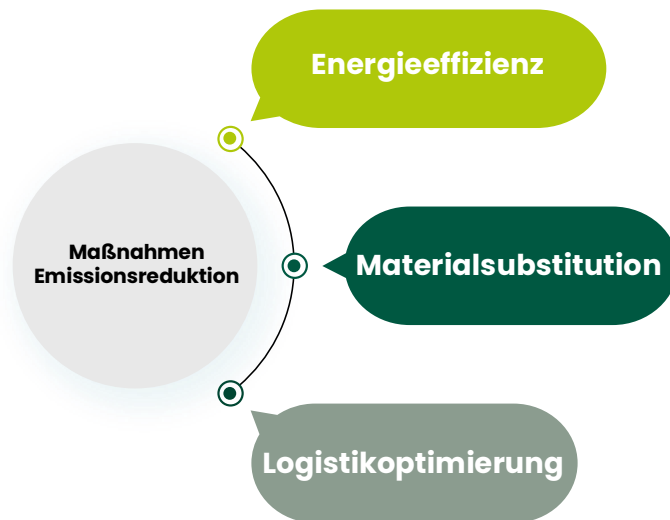 Energieeffizienz
Maßnahmen
Emissionsreduktion
Materialsubstitution
Logistikoptimierung